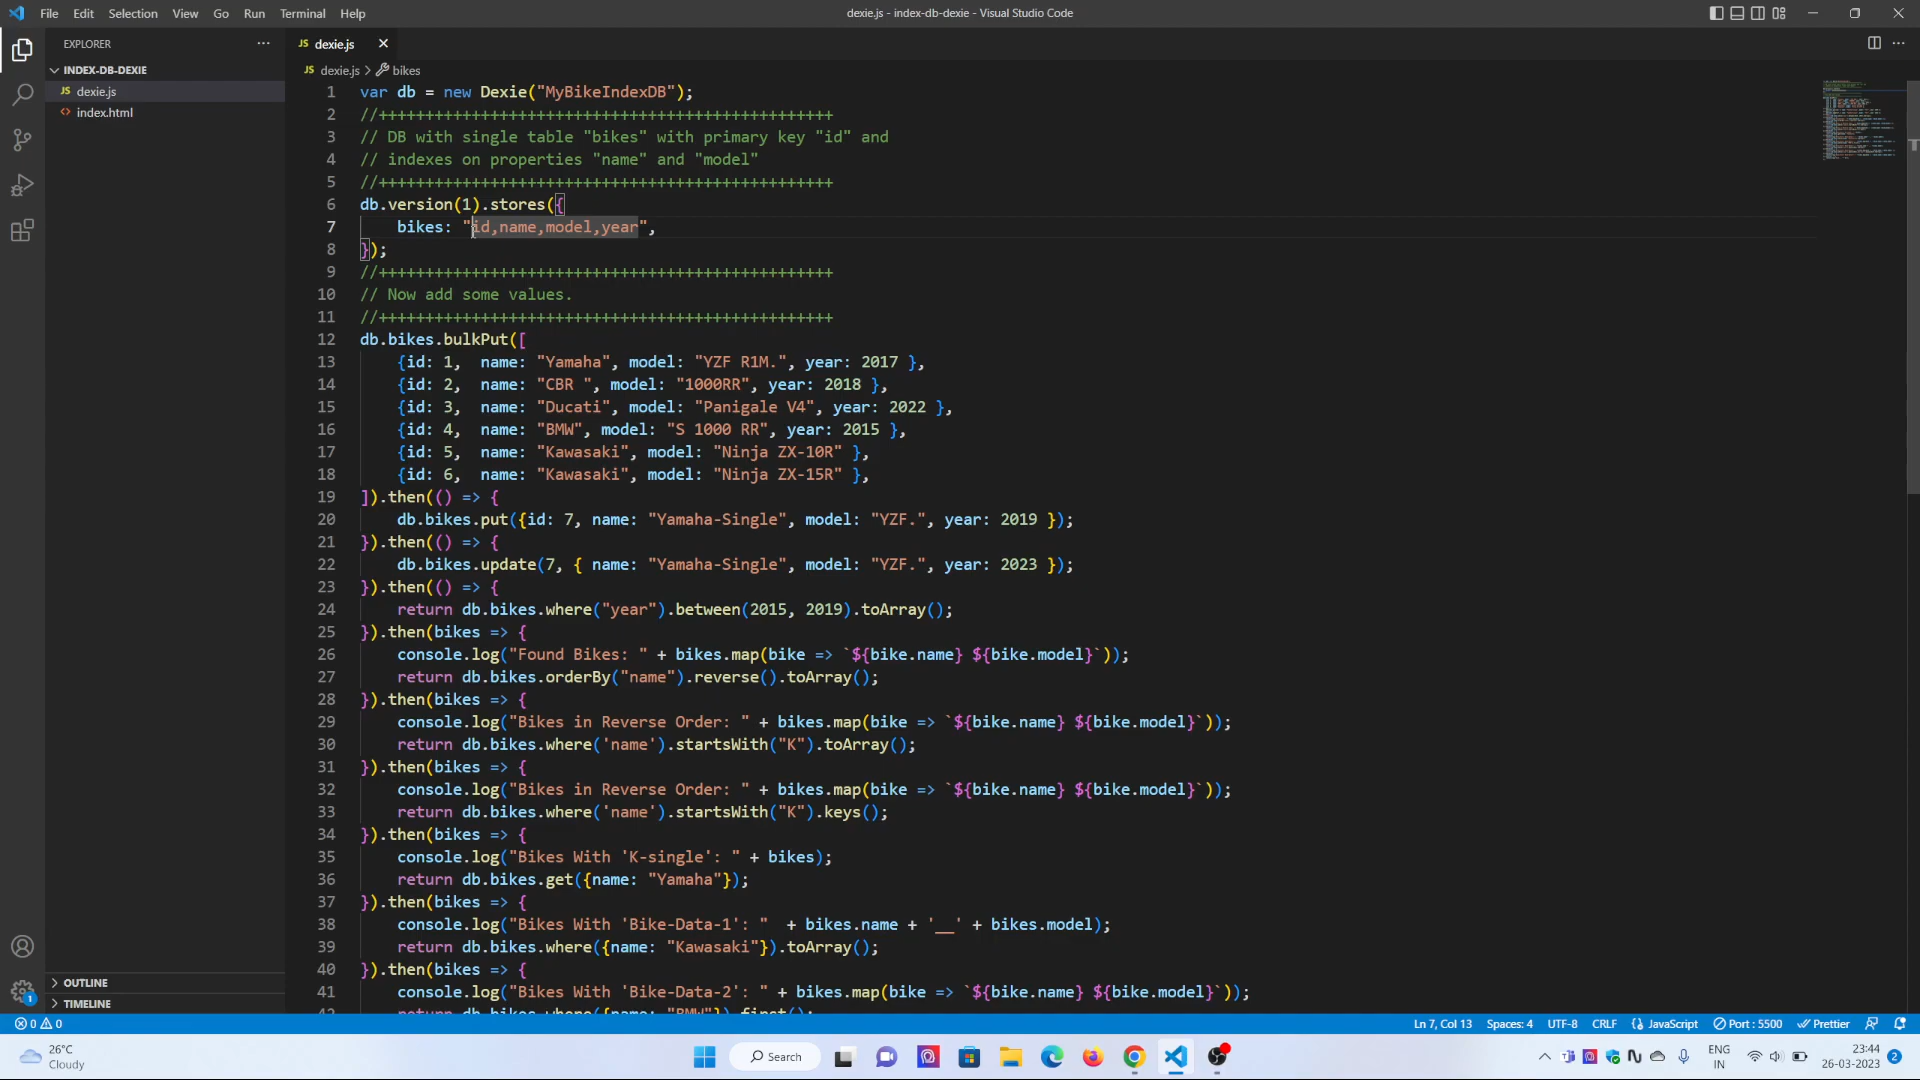 File Edit Selection View Go Run Terminal Help
dexie.js - index-db-dexie - Visual Studio Code
EXPLORER
INDEX-DB-DEXIE
JS dexie.js
<> index.html
JS dexie.js
JS dexie.js > bikes
1 var db = new Dexie("MyBikeIndexDB");
2 //+++++++++++++++++++++++++++++++++++++++++++++++++
3 // DB with single table "bikes" with primary key "id" and
4 // indexes on properties "name" and "model"
5 //+++++++++++++++++++++++++++++++++++++++++++++++++
6 db.version(1).stores({
7     bikes: "id,name,model,year",
8 });
9 //+++++++++++++++++++++++++++++++++++++++++++++++++
10 // Now add some values.
11 //+++++++++++++++++++++++++++++++++++++++++++++++++
12 db.bikes.bulkPut([
13     {id: 1,  name: "Yamaha", model: "YZF R1M.", year: 2017 },
14     {id: 2,  name: "CBR ", model: "1000RR", year: 2018 },
15     {id: 3,  name: "Ducati", model: "Panigale V4", year: 2022 },
16     {id: 4,  name: "BMW", model: "S 1000 RR", year: 2015 },
17     {id: 5,  name: "Kawasaki", model: "Ninja ZX-10R" },
18     {id: 6,  name: "Kawasaki", model: "Ninja ZX-15R" },
19 ]).then(() => {
20     db.bikes.put({id: 7, name: "Yamaha-Single", model: "YZF.", year: 2019 });
21 }).then(() => {
22     db.bikes.update(7, { name: "Yamaha-Single", model: "YZF.", year: 2023 });
23 }).then(() => {
24     return db.bikes.where("year").between(2015, 2019).toArray();
25 }).then(bikes => {
26     console.log("Found Bikes: " + bikes.map(bike => `${bike.name} ${bike.model}`));
27     return db.bikes.orderBy("name").reverse().toArray();
28 }).then(bikes => {
29     console.log("Bikes in Reverse Order: " + bikes.map(bike => `${bike.name} ${bike.model}`));
30     return db.bikes.where('name').startsWith("K").toArray();
31 }).then(bikes => {
32     console.log("Bikes in Reverse Order: " + bikes.map(bike => `${bike.name} ${bike.model}`));
33     return db.bikes.where('name').startsWith("K").keys();
34 }).then(bikes => {
35     console.log("Bikes With 'K-single': " + bikes);
36     return db.bikes.get({name: "Yamaha"});
37 }).then(bikes => {
38     console.log("Bikes With 'Bike-Data-1': "  + bikes.name + '__' + bikes.model);
39     return db.bikes.where({name: "Kawasaki"}).toArray();
40 }).then(bikes => {
41     console.log("Bikes With 'Bike-Data-2': " + bikes.map(bike => `${bike.name} ${bike.model}`));
42     return db.bikes.where({name: "BMW"}).first();
OUTLINE
TIMELINE
0 0
Ln 7, Col 13 Spaces: 4 UTF-8 CRLF {} JavaScript Port : 5500 Prettier
26°C
Cloudy
Search
ENG
IN
23:44
26-03-2023
2
1